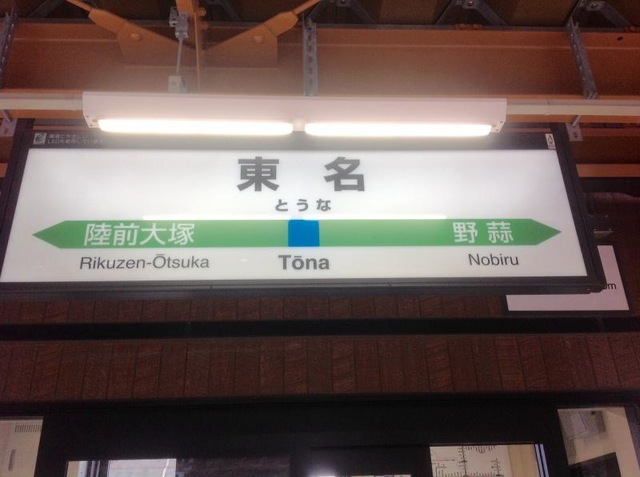 東名
とうな
陸前大塚 野蒜
Rikuzen-Ōtsuka Tōna Nobiru